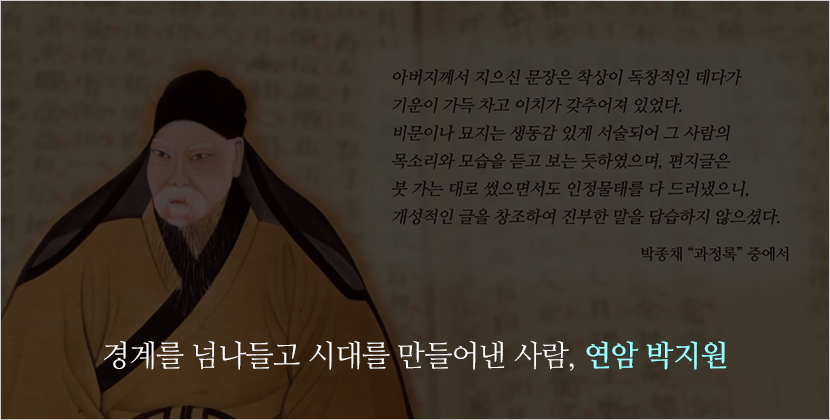 아버지께서 지으신 문장은 착상이 독창적인 데다가
기운이 가득 차고 이치가 갖추어져 있었다.
비문이나 묘지는 생동감 있게 서술되어 그 사람의
목소리와 모습을 듣고 보는 듯하였으며, 편지글은
붓 가는 대로 썼으면서도 인정물태를 다 드러냈으니,
개성적인 글을 창조하여 진부한 말을 답습하지 않으셨다.
박종채 “과정록” 중에서
경계를 넘나들고 시대를 만들어낸 사람, 연암 박지원